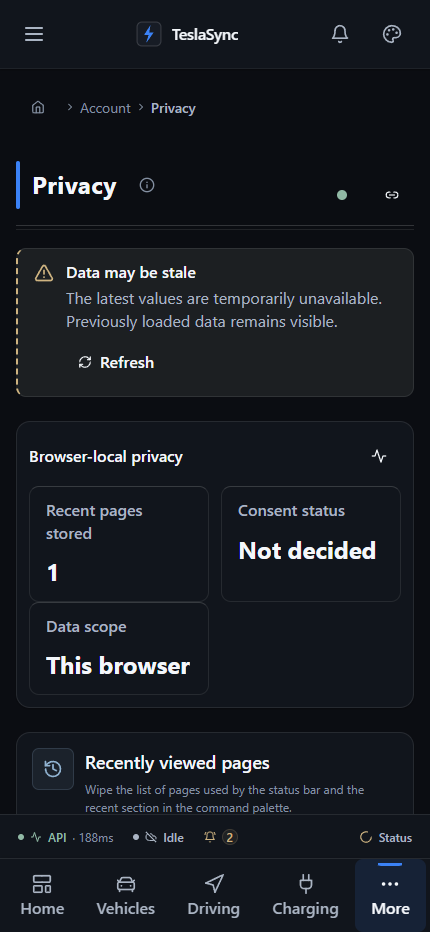 TeslaSync
Account
Privacy
Privacy
Data may be stale
The latest values are temporarily unavailable.
Previously loaded data remains visible.
Refresh
Browser-local privacy
Recent pages
stored
1
Consent status
Not decided
Data scope
This browser
Recently viewed pages
Wipe the list of pages used by the status bar and the
recent section in the command palette.
API · 188ms
Idle
2
Status
Home
Vehicles
Driving
Charging
More